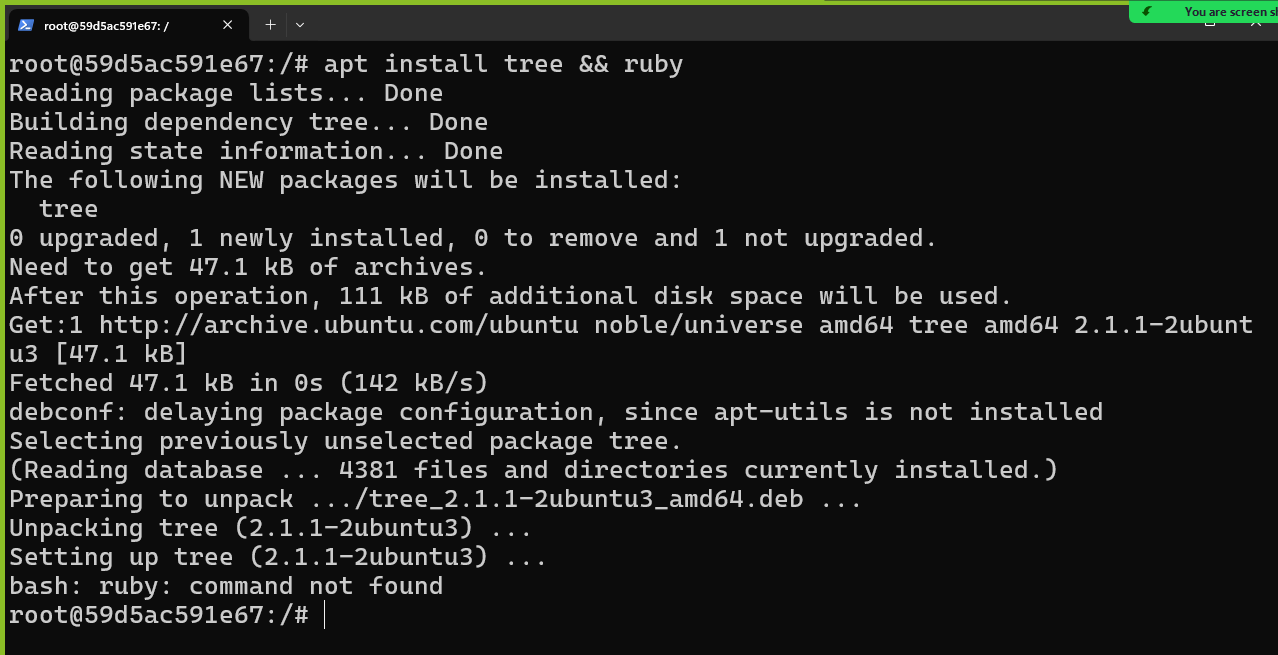 root@59d5ac591e67: /
You are screen
root@59d5ac591e67:/# apt install tree && ruby
Reading package lists... Done
Building dependency tree... Done
Reading state information... Done
The following NEW packages will be installed:
  tree
0 upgraded, 1 newly installed, 0 to remove and 1 not upgraded.
Need to get 47.1 kB of archives.
After this operation, 111 kB of additional disk space will be used.
Get:1 http://archive.ubuntu.com/ubuntu noble/universe amd64 tree amd64 2.1.1-2ubunt
u3 [47.1 kB]
Fetched 47.1 kB in 0s (142 kB/s)
debconf: delaying package configuration, since apt-utils is not installed
Selecting previously unselected package tree.
(Reading database ... 4381 files and directories currently installed.)
Preparing to unpack .../tree_2.1.1-2ubuntu3_amd64.deb ...
Unpacking tree (2.1.1-2ubuntu3) ...
Setting up tree (2.1.1-2ubuntu3) ...
bash: ruby: command not found
root@59d5ac591e67:/#